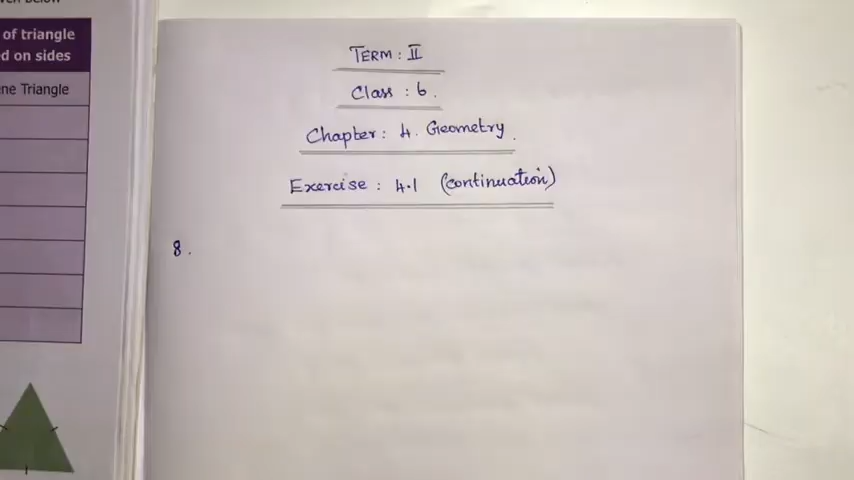 of triangle
d on sides
ne Triangle
TERM : II
Class : 6.
Chapter: 4. Geometry.
Exercise : 4.1 (continuation)
8.